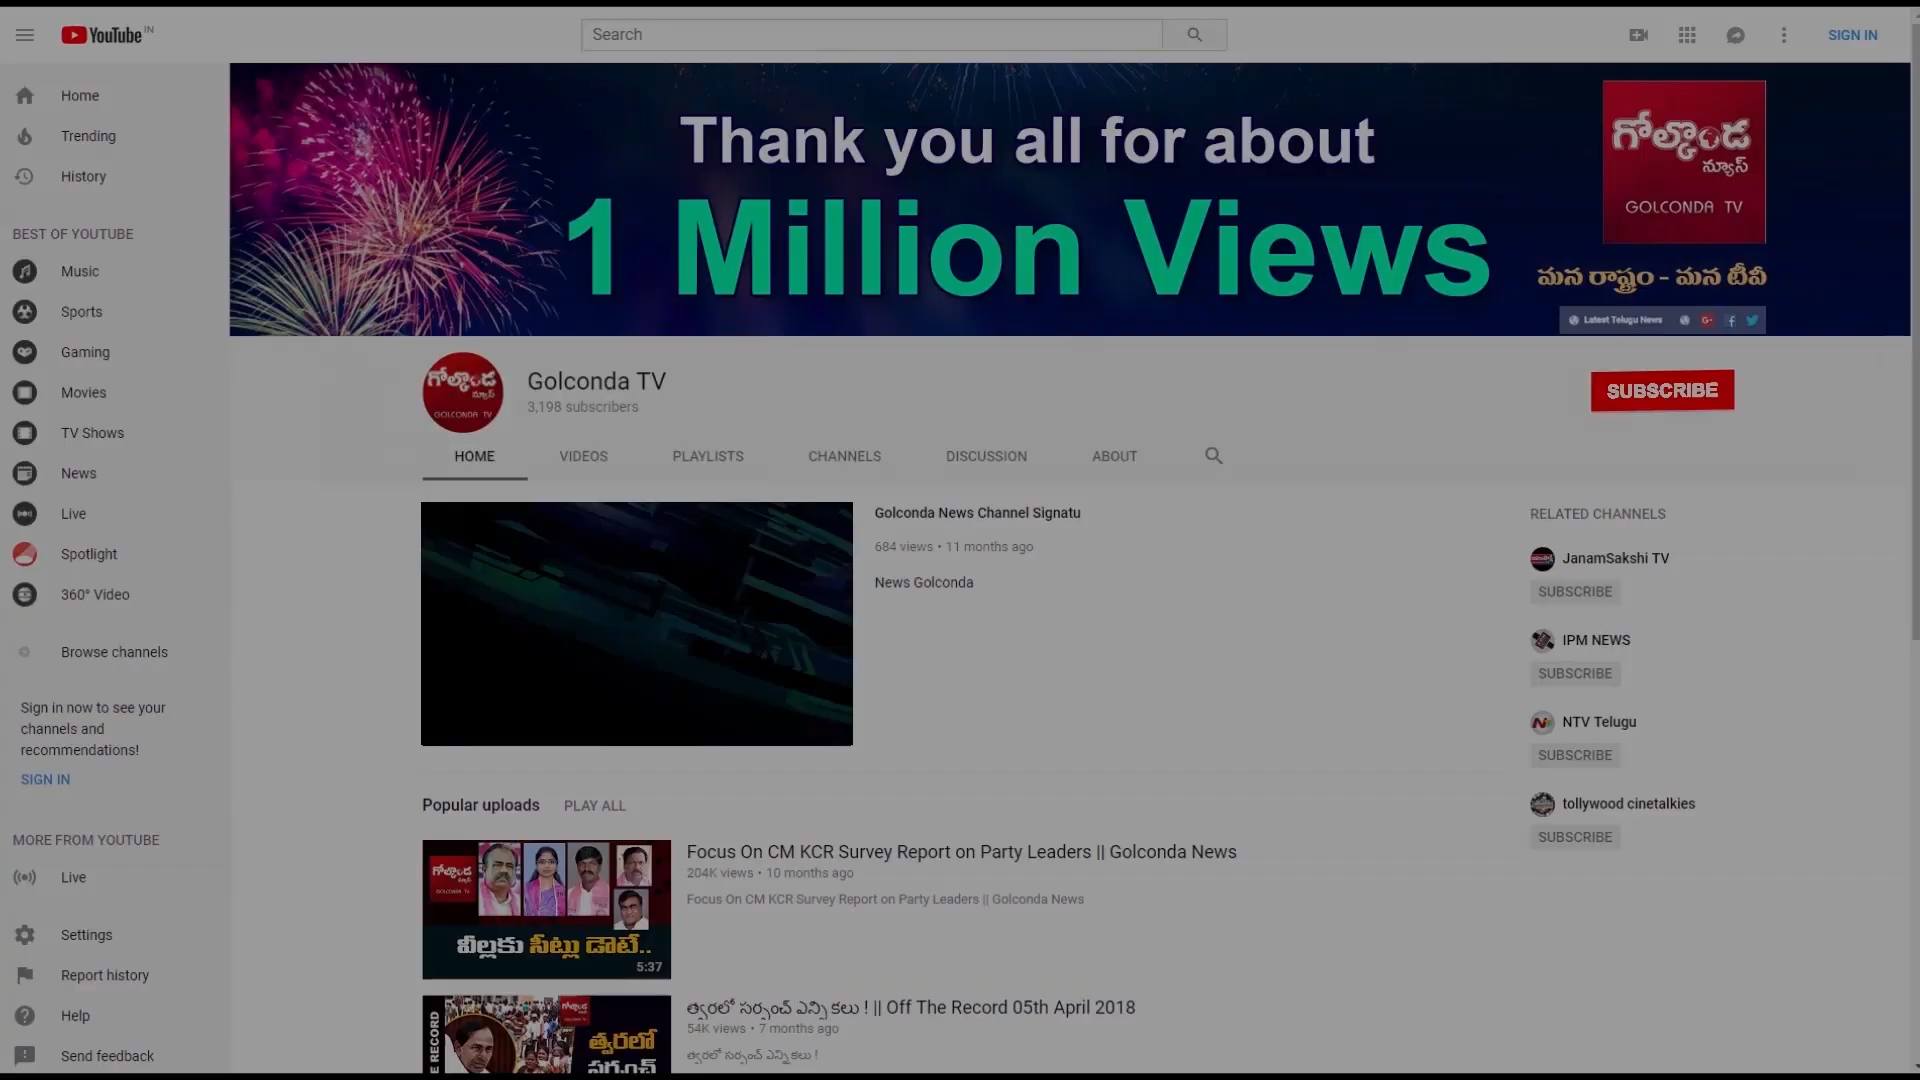 YouTube IN
Search
SIGN IN
Home
Trending
History
BEST OF YOUTUBE
Music
Sports
Gaming
Movies
TV Shows
News
Live
Spotlight
360° Video
Browse channels
Sign in now to see your
channels and
recommendations!
SIGN IN
MORE FROM YOUTUBE
Live
Settings
Report history
Help
Send feedback
Thank you all for about
1 Million Views
గోల్కొండ
న్యూస్
GOLCONDA TV
మన రాష్ట్రం - మన టీవీ
Latest Telugu News
గోల్కొండ
న్యూస్
GOLCONDA TV
Golconda TV
3,198 subscribers
SUBSCRIBE
HOME VIDEOS PLAYLISTS CHANNELS DISCUSSION ABOUT
Golconda News Channel Signatu
684 views • 11 months ago
News Golconda
RELATED CHANNELS
JanamSakshi TV
SUBSCRIBE
IPM NEWS
SUBSCRIBE
NTV Telugu
SUBSCRIBE
tollywood cinetalkies
SUBSCRIBE
Popular uploads PLAY ALL
గోల్కొండ
GOLCONDA TV
వీల్లకు సీట్లు డౌటే..
5:37
Focus On CM KCR Survey Report on Party Leaders || Golconda News
204K views • 10 months ago
Focus On CM KCR Survey Report on Party Leaders || Golconda News
E RECORD
త్వరలో
సర్పంచ్
త్వరలో సర్పంచ్ ఎన్నికలు ! || Off The Record 05th April 2018
54K views • 7 months ago
త్వరలో సర్పంచ్ ఎన్నికలు !